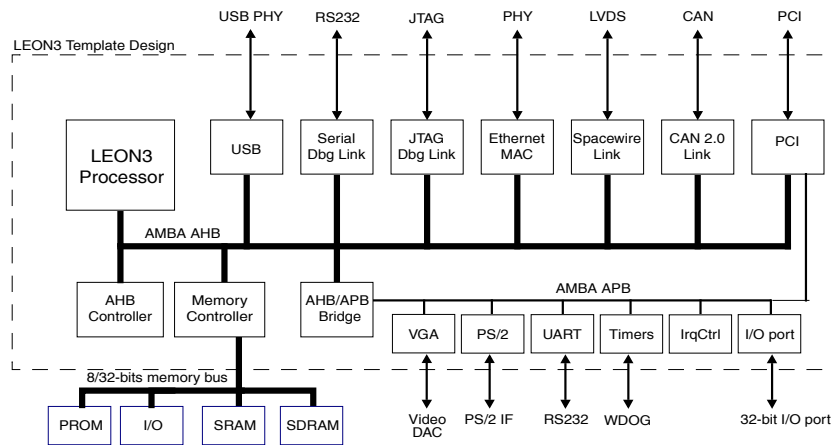 USB PHY RS232 JTAG PHY LVDS CAN PCI
LEON3 Template Design
LEON3
Processor
USB
Serial
Dbg Link
JTAG
Dbg Link
Ethernet
MAC
Spacewire
Link
CAN 2.0
Link
PCI
AMBA AHB
AHB
Controller
Memory
Controller
AHB/APB
Bridge
AMBA APB
VGA PS/2 UART Timers IrqCtrl I/O port
8/32-bits memory bus
PROM I/O SRAM SDRAM
Video
DAC
PS/2 IF RS232 WDOG 32-bit I/O port